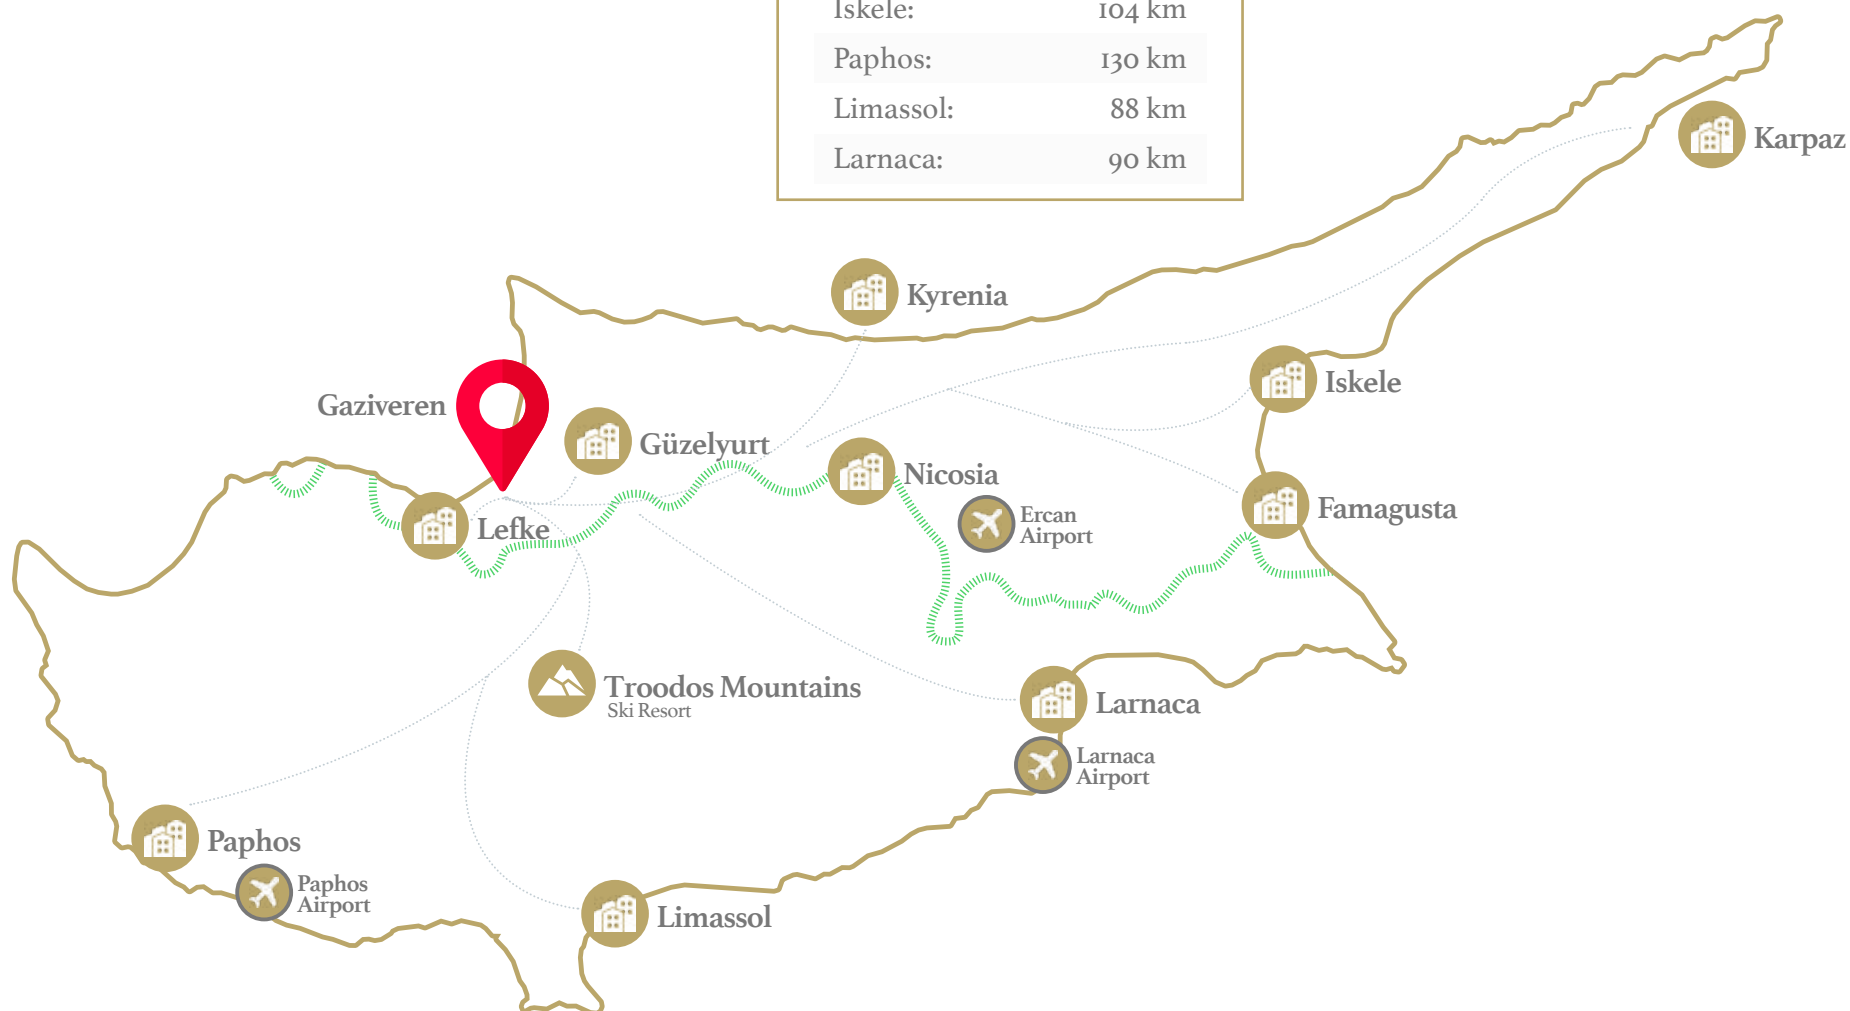 Iskele: 104 km
Paphos: 130 km
Limassol: 88 km
Larnaca: 90 km
Karpaz
Kyrenia
Iskele
Gaziveren
Güzelyurt
Nicosia
Ercan
Airport
Famagusta
Lefke
Troodos Mountains
Ski Resort
Larnaca
Larnaca
Airport
Paphos
Paphos
Airport
Limassol